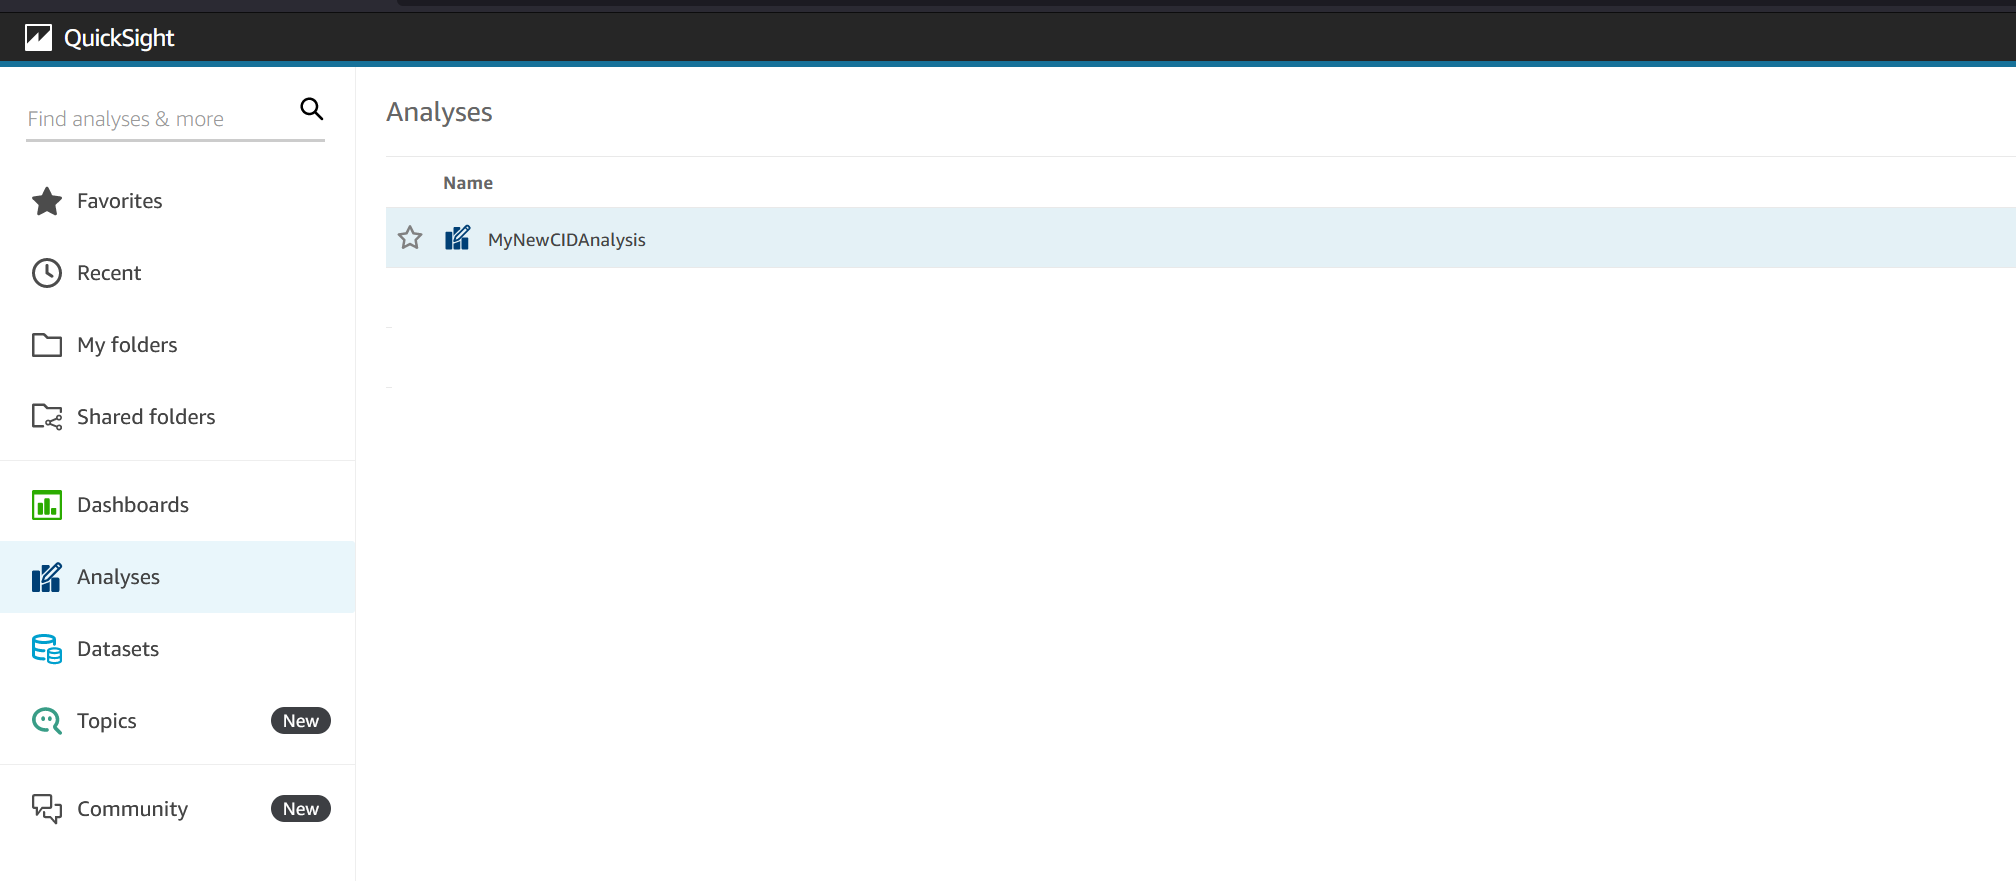 QuickSight
Find analyses & more
Favorites
Recent
My folders
Shared folders
Dashboards
Analyses
Datasets
Topics New
Community New
Analyses
Name
MyNewCIDAnalysis